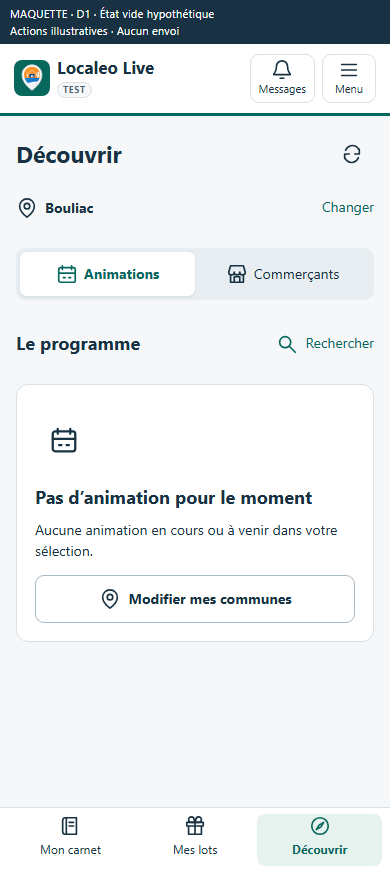 MAQUETTE · D1 · État vide hypothétique
Actions illustratives · Aucun envoi
Localeo Live
TEST
Messages
Menu
Découvrir
Bouliac
Changer
Animations
Commerçants
Le programme
Rechercher
Pas d’animation pour le moment
Aucune animation en cours ou à venir dans votre
sélection.
Modifier mes communes
Mon carnet
Mes lots
Découvrir